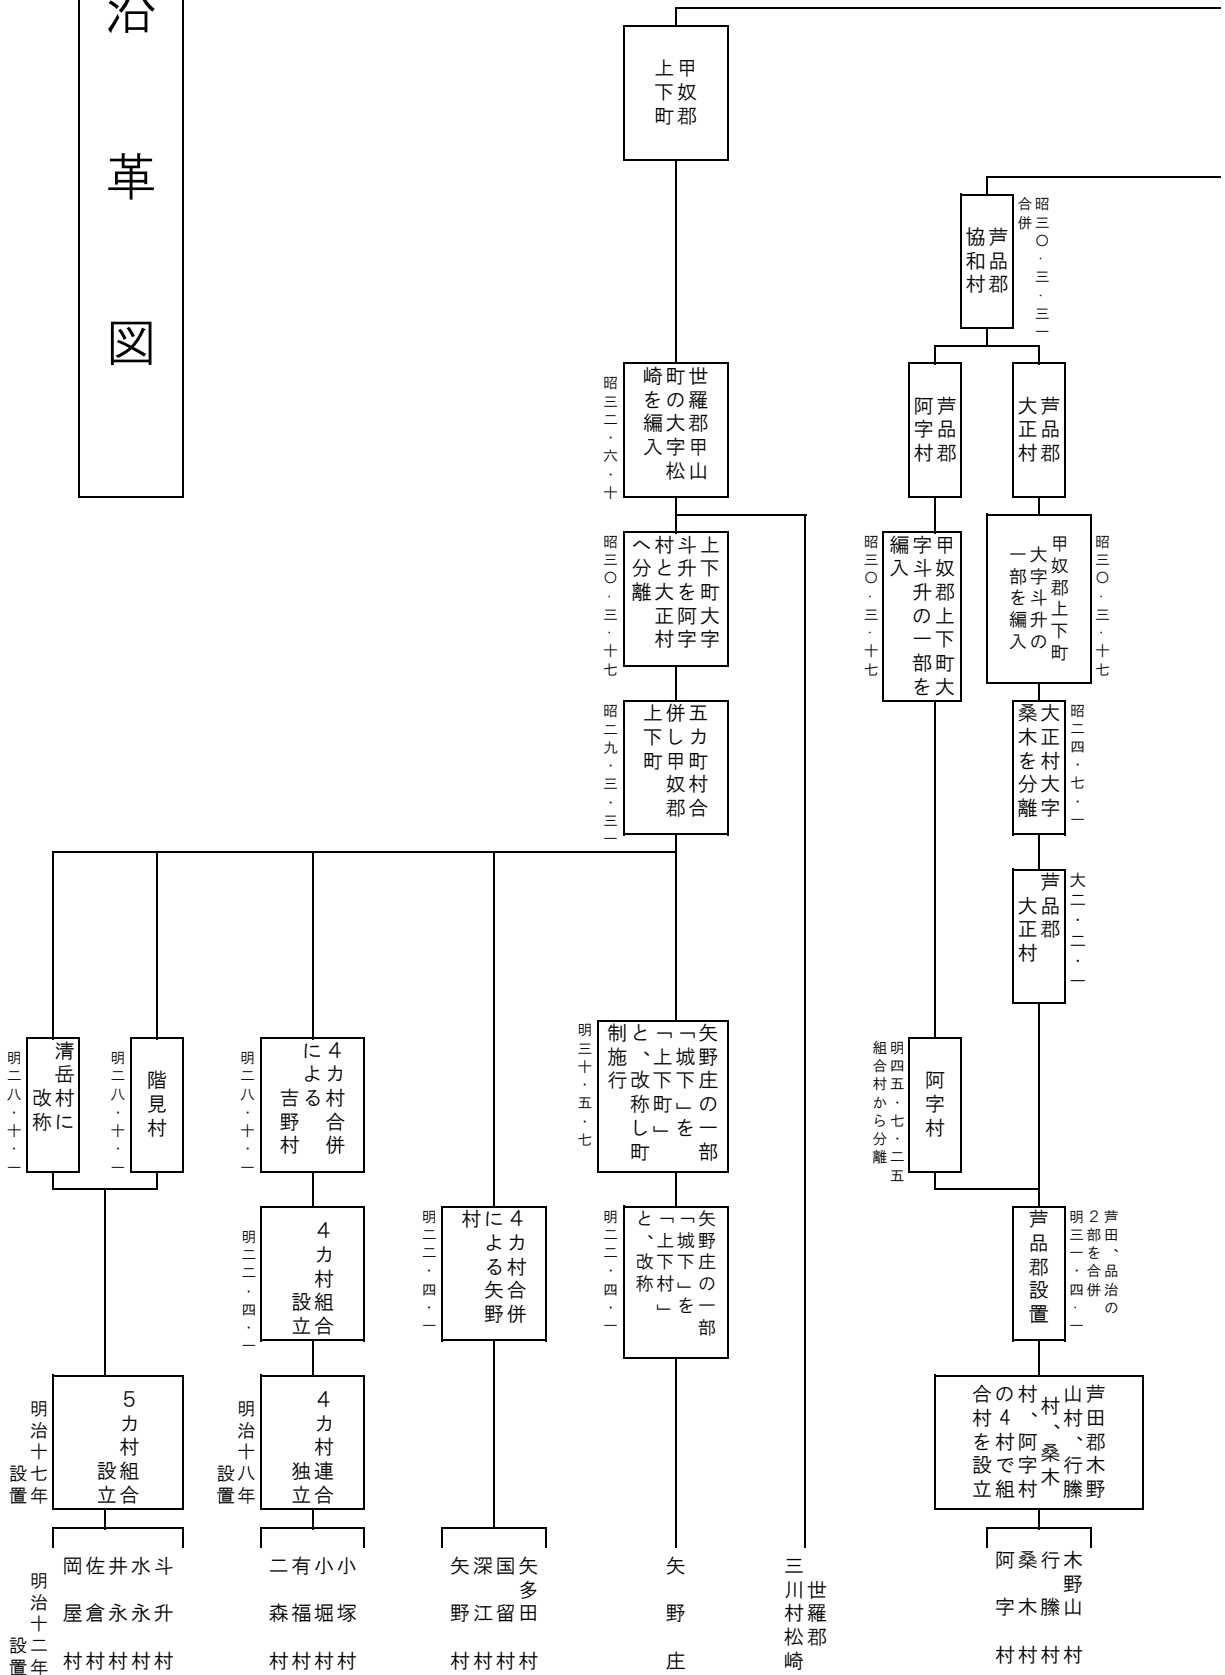 沿革図
甲奴郡
上下町
昭三〇・三・三一
合併
芦品郡
協和村
芦品郡
大正村
芦品郡
阿字村
世羅郡甲山
町の大字松
崎を編入
昭三二・六・十
昭三〇・三・十七
甲奴郡上下町
大字斗升の
一部を編入
甲奴郡上下町大
字斗升の一部を
編入
昭三〇・三・十七
上下町大字
斗升を阿字
村と大正村
へ分離
昭三〇・三・十七
昭二四・七・一
大正村大字
桑木を分離
五カ町村合
併し甲奴郡
上下町
昭二九・三・三一
大二・二・一
芦品郡
大正村
阿字村
明四五・七・二五
組合村から分離
矢野庄の一部
「城下」を
「上下町」
と、改称し町
制施行
明三十・五・七
4カ村合併
による
吉野村
明二八・十・一
階見村
明二八・十・一
清岳村に
改称
明二八・十・一
芦田、品治の
2部を合併
明三一・四・一
芦品郡設置
矢野庄の一部
「城下」を
「上下村」
と、改称
明二二・四・一
4カ村合併
による矢野
村
明二二・四・一
4カ村組合
設立
明二二・四・一
芦田郡木野
山村、行縢
村、桑木
村、阿字村
の4村で組
合村を設立
4カ村連合
独立
明治十八年
設置
5カ村組合
設立
明治十七年
設置
木野山村
行縢村
桑木村
阿字村
世羅郡
三川村松崎
矢野庄
矢多田村
国留村
深江村
矢野村
小塚村
小堀村
有福村
二森村
斗升村
水永村
井永村
佐倉村
岡屋村
明治十二年
設置